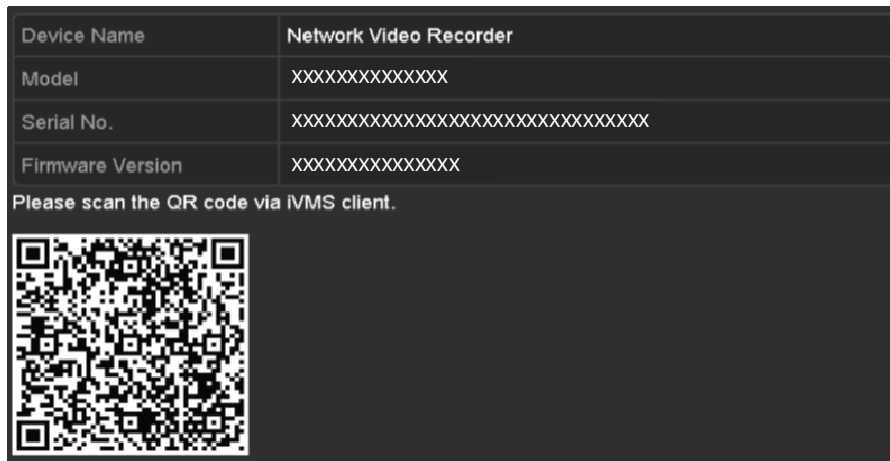 Device Name Network Video Recorder
Model XXXXXXXXXXXXXX
Serial No. XXXXXXXXXXXXXXXXXXXXXXXXXXXXXXXX
Firmware Version XXXXXXXXXXXXXXX
Please scan the QR code via iVMS client.